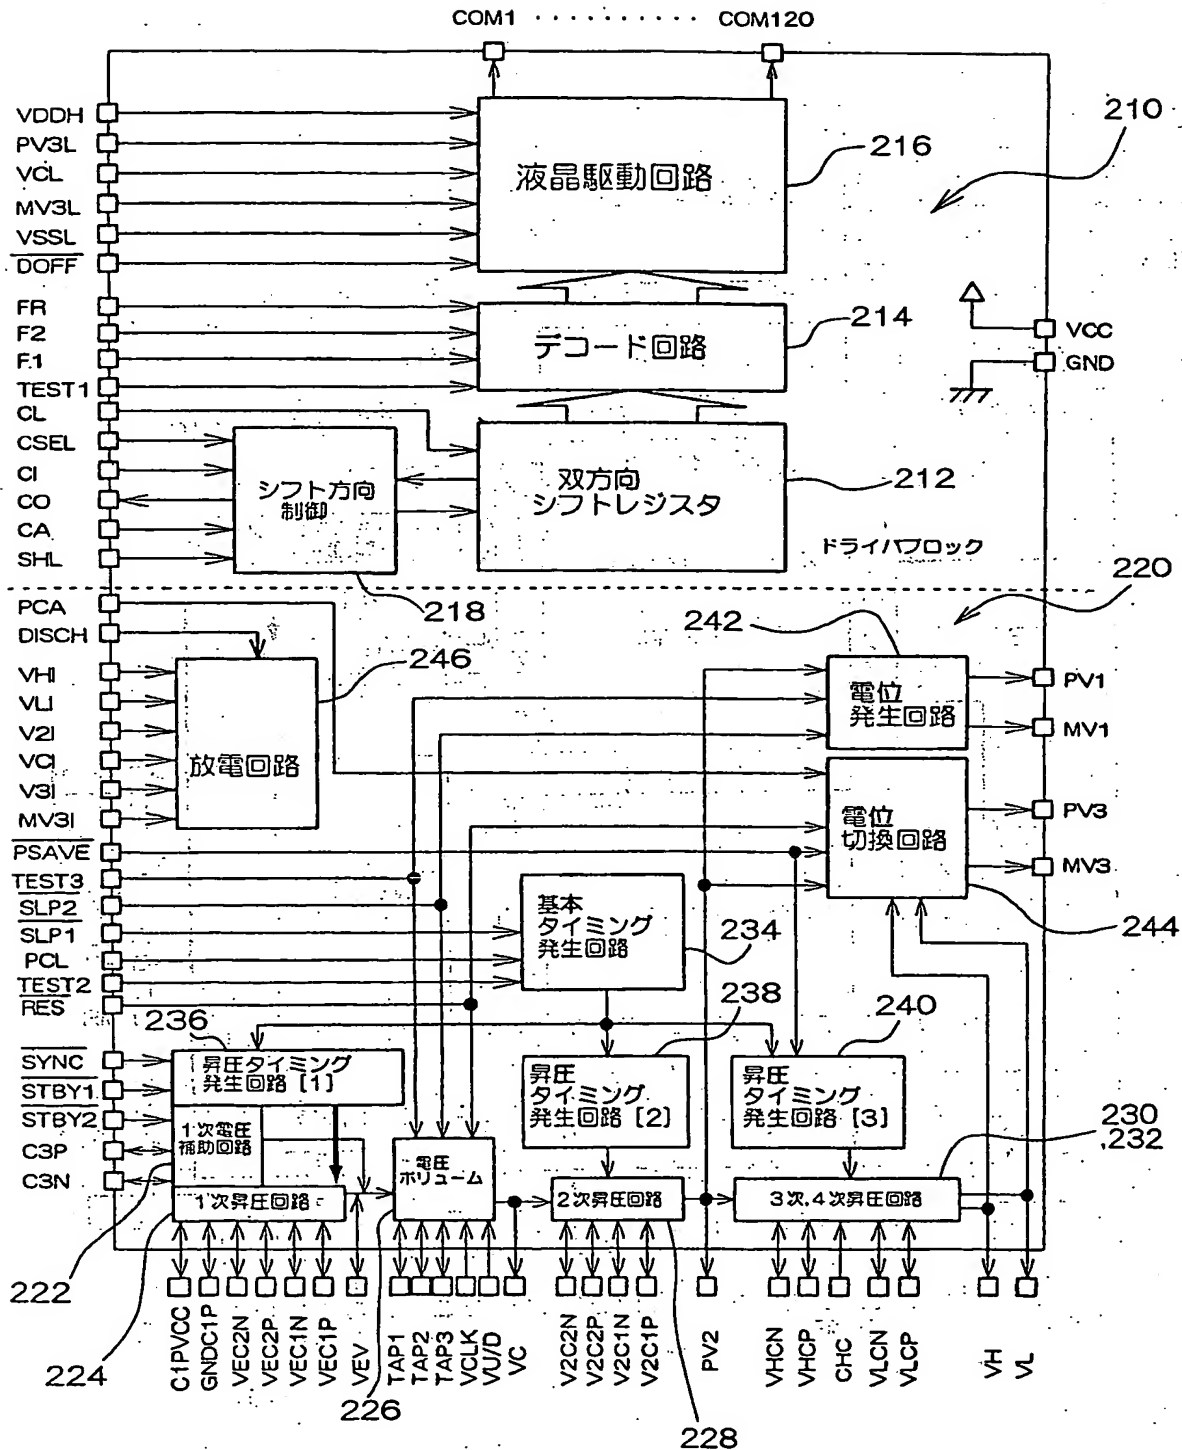 COM1 ·········· COM120
VDDH
PV3L
VCL
MV3L
VSSL
DOFF
液晶駆動回路
216
210
FR
F2
F1
TEST1
デコード回路
214
VCC
GND
CL
CSEL
CI
CO
CA
SHL
シフト方向
制御
218
双方向
シフトレジスタ
212
ドライバブロック
220
PCA
DISCH
VHI
VLI
V2I
VCI
V3I
MV3I
放電回路
246
242
電位
発生回路
PV1
MV1
電位
切換回路
PV3
MV3
244
PSAVE
TEST3
SLP2
SLP1
PCL
TEST2
RES
基本
タイミング
発生回路
234
236
238
240
SYNC
STBY1
STBY2
C3P
C3N
昇圧タイミング
発生回路 [1]
昇圧
タイミング
発生回路 [2]
昇圧
タイミング
発生回路 [3]
230
,232
1次電圧
補助回路
1次昇圧回路
電圧
ボリューム
2次昇圧回路
3次,4次昇圧回路
222
224
226
228
C1PVCC
GNDC1P
VEC2N
VEC2P
VEC1N
VEC1P
VEV
TAP1
TAP2
TAP3
VCLK
VU/D
VC
V2C2N
V2C2P
V2C1N
V2C1P
PV2
VHCN
VHCP
CHC
VLCN
VLCP
VH
VL